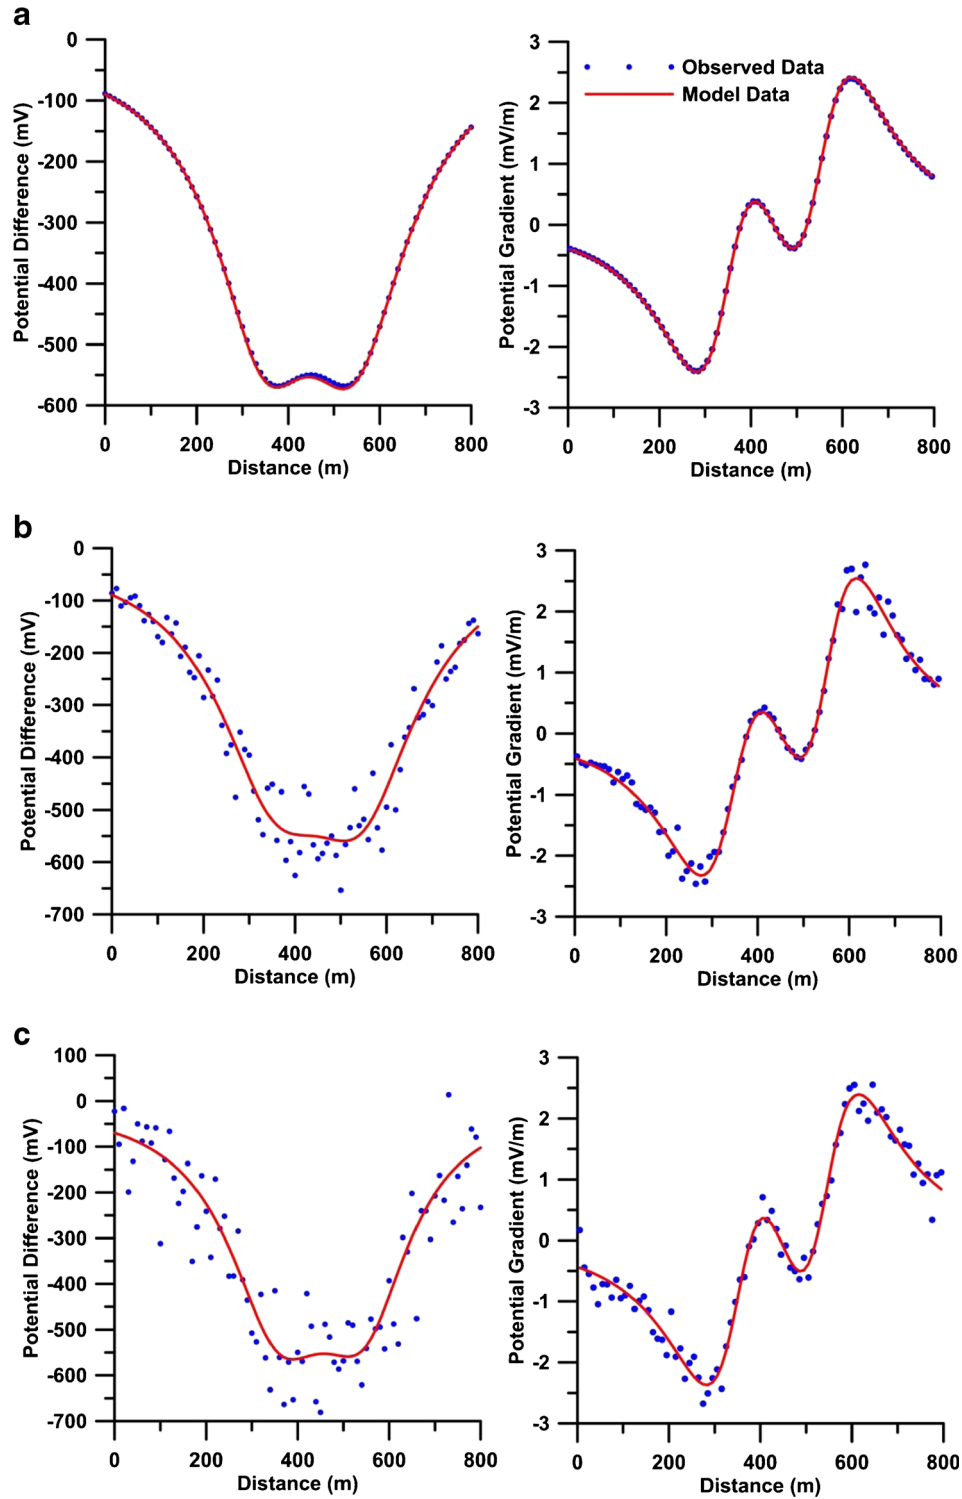 a
0
-100
-200
-300
-400
-500
-600
Potential Difference (mV)
0 200 400 600 800
Distance (m)
3
2
1
0
-1
-2
-3
Potential Gradient (mV/m)
Observed Data
Model Data
0 200 400 600 800
Distance (m)
b
0
-100
-200
-300
-400
-500
-600
-700
Potential Difference (mV)
0 200 400 600 800
Distance (m)
3
2
1
0
-1
-2
-3
Potential Gradient (mV/m)
0 200 400 600 800
Distance (m)
c
100
0
-100
-200
-300
-400
-500
-600
-700
Potential Difference (mV)
0 200 400 600 800
Distance (m)
3
2
1
0
-1
-2
-3
Potential Gradient (mV/m)
0 200 400 600 800
Distance (m)